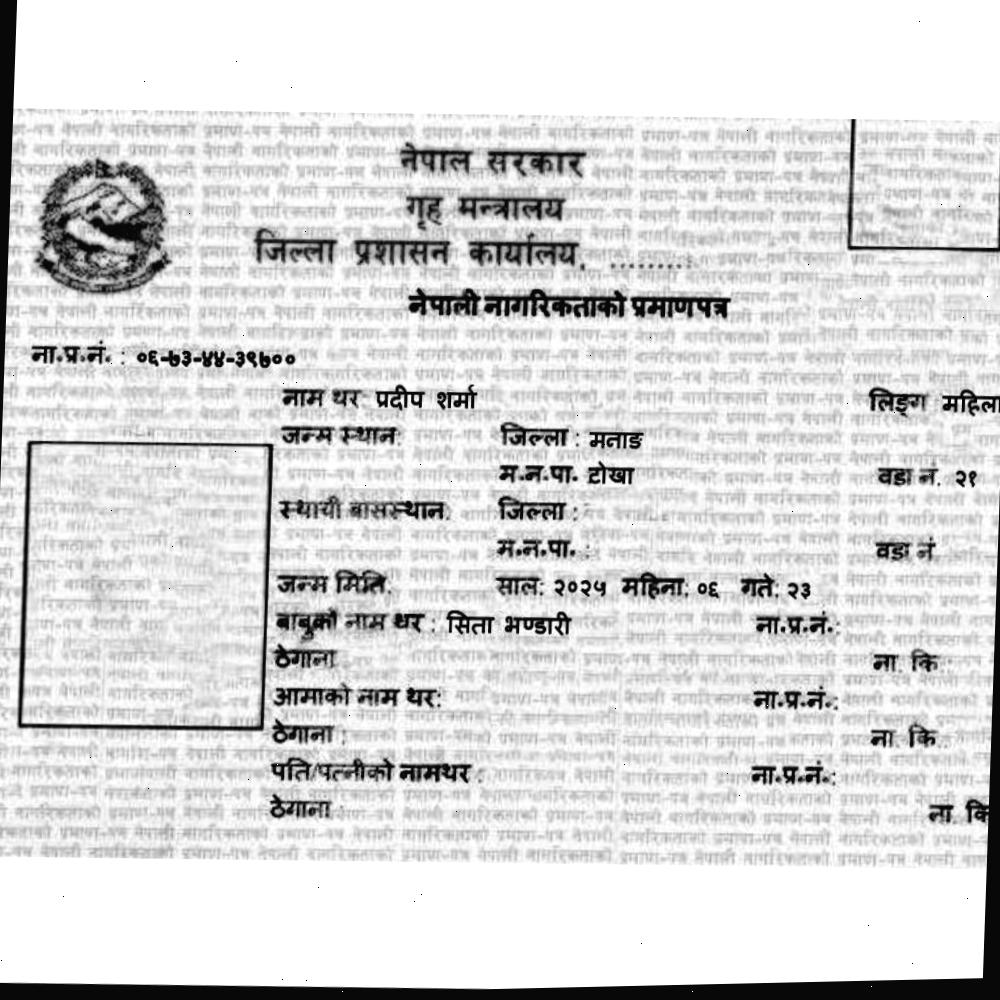 नेपाल सरकार
गृह मन्त्रालय
जिल्ला प्रशासन कार्यालय, .........
नेपाली नागरिकताको प्रमाणपत्र
ना.प्र.नं. : ०६-७३-४४-३९७००
नाम थर प्रदीप शर्मा लिङ्ग महिला
जन्म स्थान: जिल्ला : मनाङ
म.न.पा. टोखा वडा नं. २१
स्थायी बासस्थान: जिल्ला :
म.न.पा. : वडा नं
जन्म मिति: साल: २०२५ महिना: ०६ गते: २३
बाबुको नाम थर : सिता भण्डारी ना.प्र.नं.:
ठेगाना ना. कि.:
आमाको नाम थर: ना.प्र.नं.:
ठेगाना : ना. कि.:
पति/पत्नीको नामथर : ना.प्र.नं.:
ठेगाना ना. कि